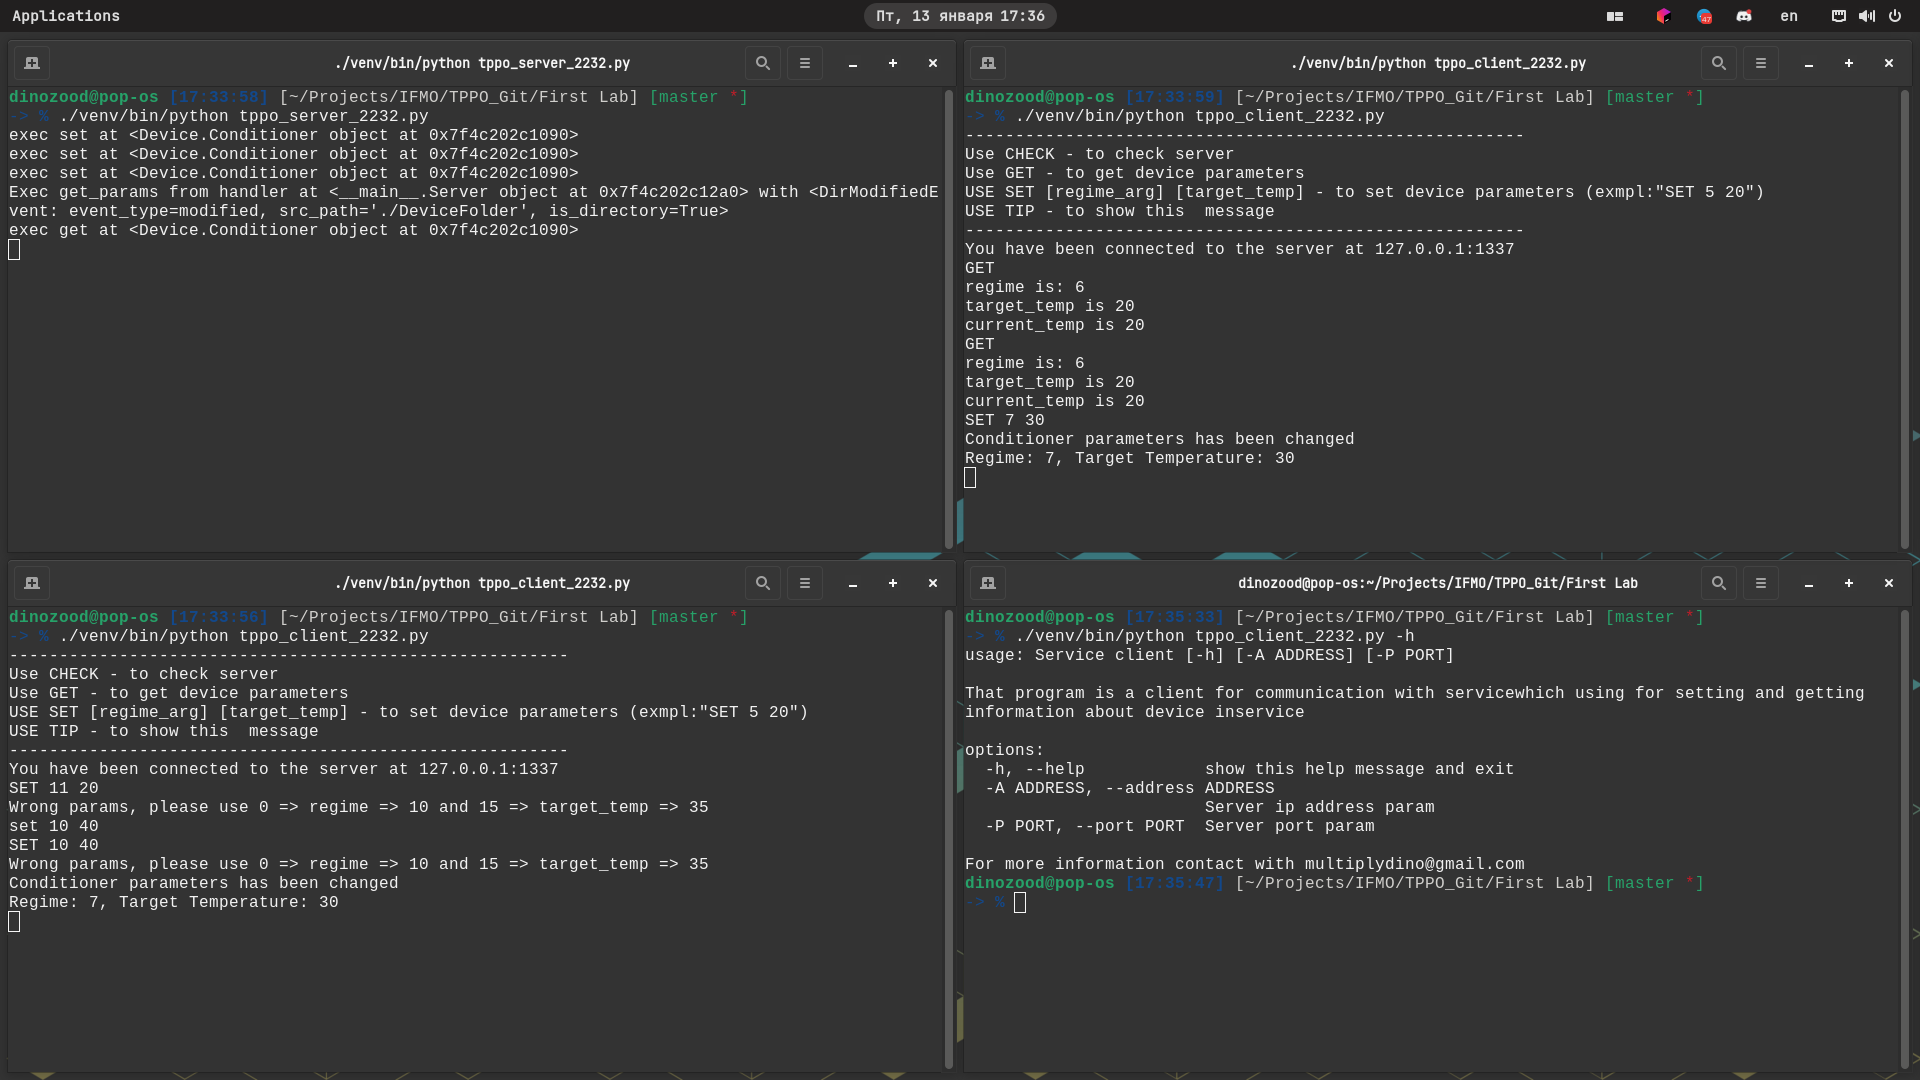 Applications
Пт, 13 января 17:36
47
en
./venv/bin/python tppo_server_2232.py
dinozood@pop-os [17:33:58] [~/Projects/IFMO/TPPO_Git/First Lab] [master *]
-> % ./venv/bin/python tppo_server_2232.py
exec set at <Device.Conditioner object at 0x7f4c202c1090>
exec set at <Device.Conditioner object at 0x7f4c202c1090>
exec set at <Device.Conditioner object at 0x7f4c202c1090>
Exec get_params from handler at <__main__.Server object at 0x7f4c202c12a0> with <DirModifiedE
vent: event_type=modified, src_path='./DeviceFolder', is_directory=True>
exec get at <Device.Conditioner object at 0x7f4c202c1090>
./venv/bin/python tppo_client_2232.py
dinozood@pop-os [17:33:59] [~/Projects/IFMO/TPPO_Git/First Lab] [master *]
-> % ./venv/bin/python tppo_client_2232.py
--------------------------------------------------------
Use CHECK - to check server
Use GET - to get device parameters
USE SET [regime_arg] [target_temp] - to set device parameters (exmpl:"SET 5 20")
USE TIP - to show this  message
--------------------------------------------------------
You have been connected to the server at 127.0.0.1:1337
GET
regime is: 6
target_temp is 20
current_temp is 20
GET
regime is: 6
target_temp is 20
current_temp is 20
SET 7 30
Conditioner parameters has been changed
Regime: 7, Target Temperature: 30
./venv/bin/python tppo_client_2232.py
dinozood@pop-os [17:33:56] [~/Projects/IFMO/TPPO_Git/First Lab] [master *]
-> % ./venv/bin/python tppo_client_2232.py
--------------------------------------------------------
Use CHECK - to check server
Use GET - to get device parameters
USE SET [regime_arg] [target_temp] - to set device parameters (exmpl:"SET 5 20")
USE TIP - to show this  message
--------------------------------------------------------
You have been connected to the server at 127.0.0.1:1337
SET 11 20
Wrong params, please use 0 => regime => 10 and 15 => target_temp => 35
set 10 40
SET 10 40
Wrong params, please use 0 => regime => 10 and 15 => target_temp => 35
Conditioner parameters has been changed
Regime: 7, Target Temperature: 30
dinozood@pop-os:~/Projects/IFMO/TPPO_Git/First Lab
dinozood@pop-os [17:35:33] [~/Projects/IFMO/TPPO_Git/First Lab] [master *]
-> % ./venv/bin/python tppo_client_2232.py -h
usage: Service client [-h] [-A ADDRESS] [-P PORT]
That program is a client for communication with servicewhich using for setting and getting
information about device inservice
options:
  -h, --help            show this help message and exit
  -A ADDRESS, --address ADDRESS
                        Server ip address param
  -P PORT, --port PORT  Server port param
For more information contact with multiplydino@gmail.com
dinozood@pop-os [17:35:47] [~/Projects/IFMO/TPPO_Git/First Lab] [master *]
-> %